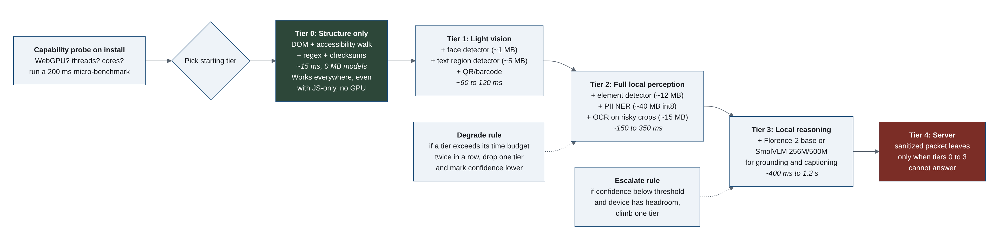 Capability probe on install
WebGPU? threads? cores?
run a 200 ms micro-benchmark
Pick starting tier
Tier 0: Structure only
DOM + accessibility walk
+ regex + checksums
~15 ms, 0 MB models
Works everywhere, even
with JS-only, no GPU
Tier 1: Light vision
+ face detector (~1 MB)
+ text region detector (~5 MB)
+ QR/barcode
~60 to 120 ms
Tier 2: Full local perception
+ element detector (~12 MB)
+ PII NER (~40 MB int8)
+ OCR on risky crops (~15 MB)
~150 to 350 ms
Degrade rule
if a tier exceeds its time budget
twice in a row, drop one tier
and mark confidence lower
Tier 3: Local reasoning
+ Florence-2 base or
SmolVLM 256M/500M
for grounding and captioning
~400 ms to 1.2 s
Escalate rule
if confidence below threshold
and device has headroom,
climb one tier
Tier 4: Server
sanitized packet leaves
only when tiers 0 to 3
cannot answer